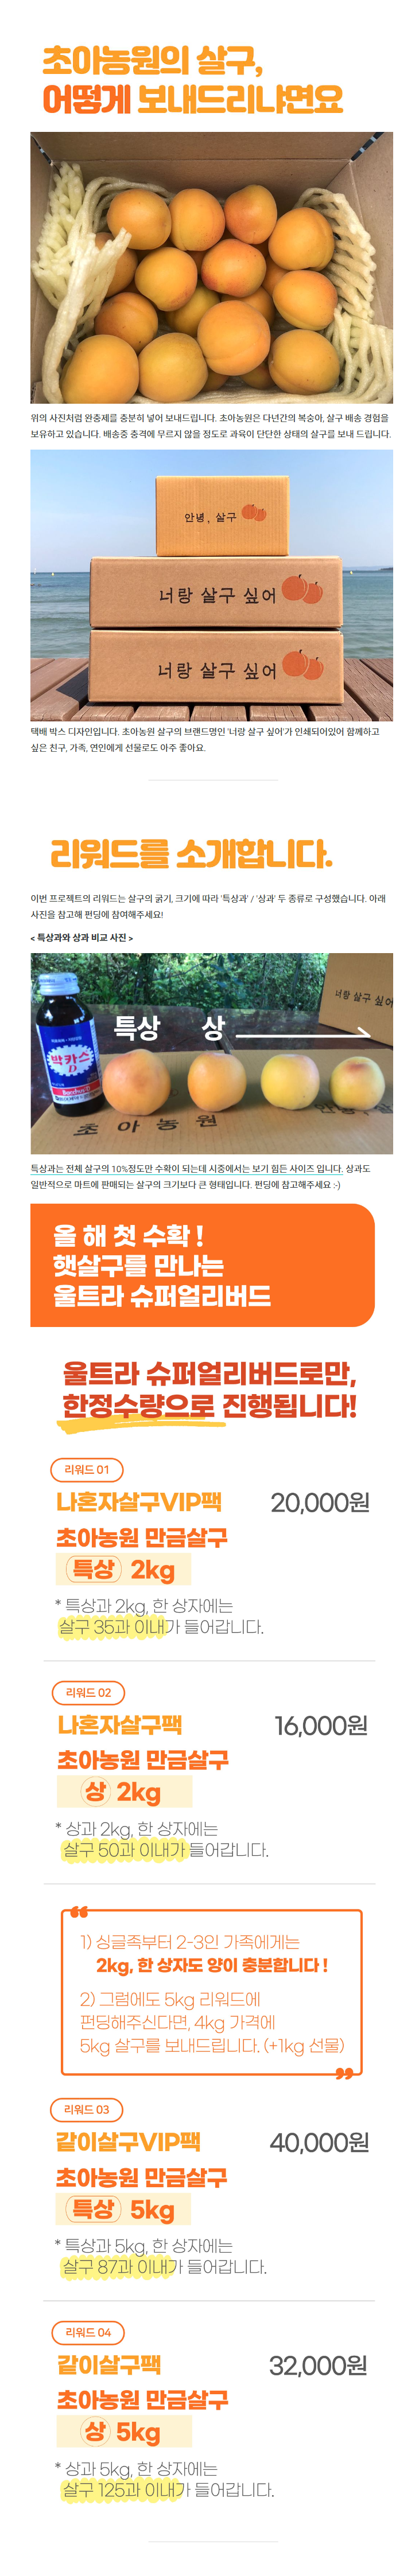 초아농원의 살구,
어떻게 보내드리냐면요
위의 사진처럼 완충제를 충분히 넣어 보내드립니다. 초아농원은 다년간의 복숭아, 살구 배송 경험을
보유하고 있습니다. 배송중 충격에 무르지 않을 정도로 과육이 단단한 상태의 살구를 보내 드립니다.
안녕, 살구
너랑 살구 싶어
너랑 살구 싶어
택배 박스 디자인입니다. 초아농원 살구의 브랜드명인 '너랑 살구 싶어'가 인쇄되어있어 함께하고
싶은 친구, 가족, 연인에게 선물로도 아주 좋아요.
리워드를 소개합니다.
이번 프로젝트의 리워드는 살구의 굵기, 크기에 따라 '특상과' / '상과' 두 종류로 구성했습니다. 아래
사진을 참고해 펀딩에 참여해주세요!
< 특상과와 상과 비교 사진 >
너랑 살구 싶어
특상 상
박카스
D
초아농원
안녕, 살구
특상과는 전체 살구의 10%정도만 수확이 되는데 시중에서는 보기 힘든 사이즈 입니다. 상과도
일반적으로 마트에 판매되는 살구의 크기보다 큰 형태입니다. 펀딩에 참고해주세요 :-)
올 해 첫 수확 !
햇살구를 만나는
울트라 슈퍼얼리버드
울트라 슈퍼얼리버드로만,
한정수량으로 진행됩니다!
리워드 01
나혼자살구VIP팩 20,000원
초아농원 만금살구
특상 2kg
* 특상과 2kg, 한 상자에는
살구 35과 이내가 들어갑니다.
리워드 02
나혼자살구팩 16,000원
초아농원 만금살구
상 2kg
* 상과 2kg, 한 상자에는
살구 50과 이내가 들어갑니다.
1) 싱글족부터 2-3인 가족에게는
2kg, 한 상자도 양이 충분합니다 !
2) 그럼에도 5kg 리워드에
펀딩해주신다면, 4kg 가격에
5kg 살구를 보내드립니다. (+1kg 선물)
리워드 03
같이살구VIP팩 40,000원
초아농원 만금살구
특상 5kg
* 특상과 5kg, 한 상자에는
살구 87과 이내가 들어갑니다.
리워드 04
같이살구팩 32,000원
초아농원 만금살구
상 5kg
* 상과 5kg, 한 상자에는
살구 125과 이내가 들어갑니다.